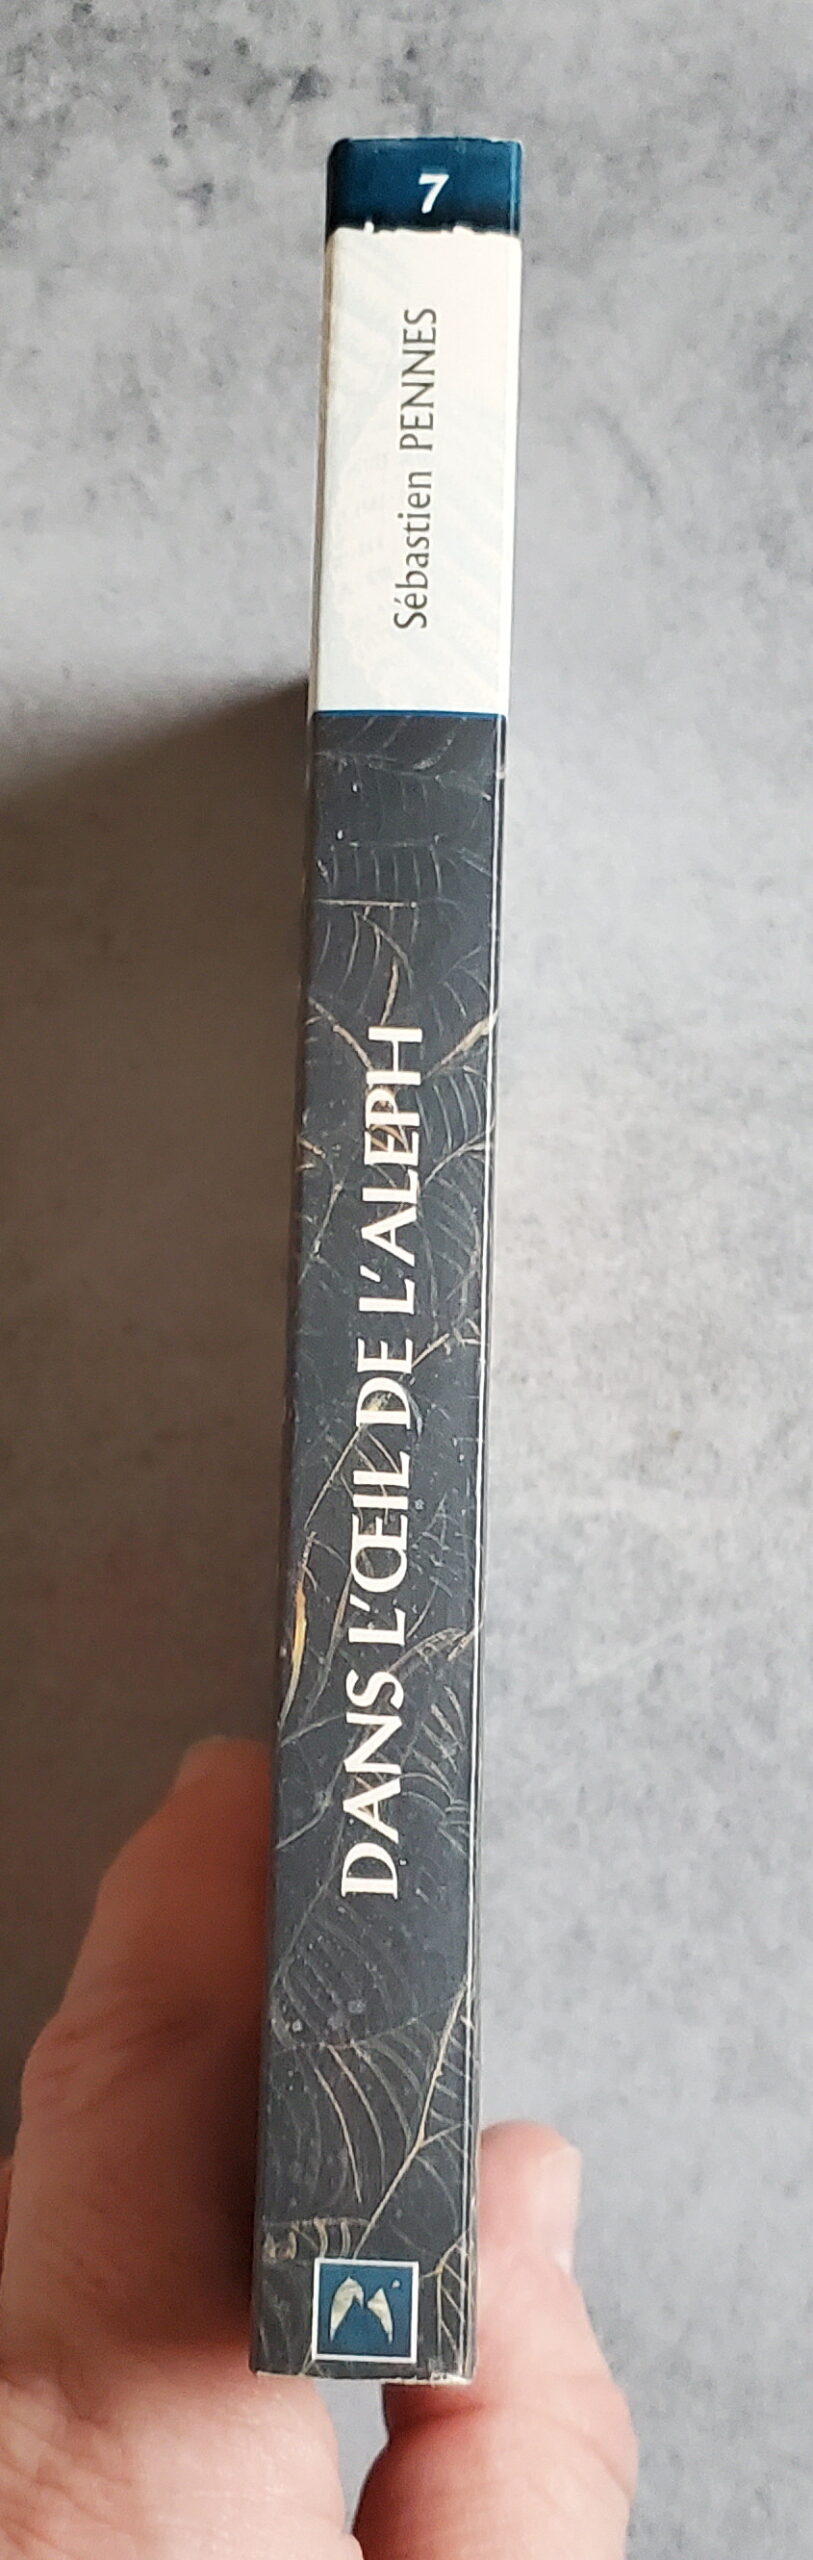 7
Sébastien PENNES
DANS L'ŒIL DE L'ALEPH